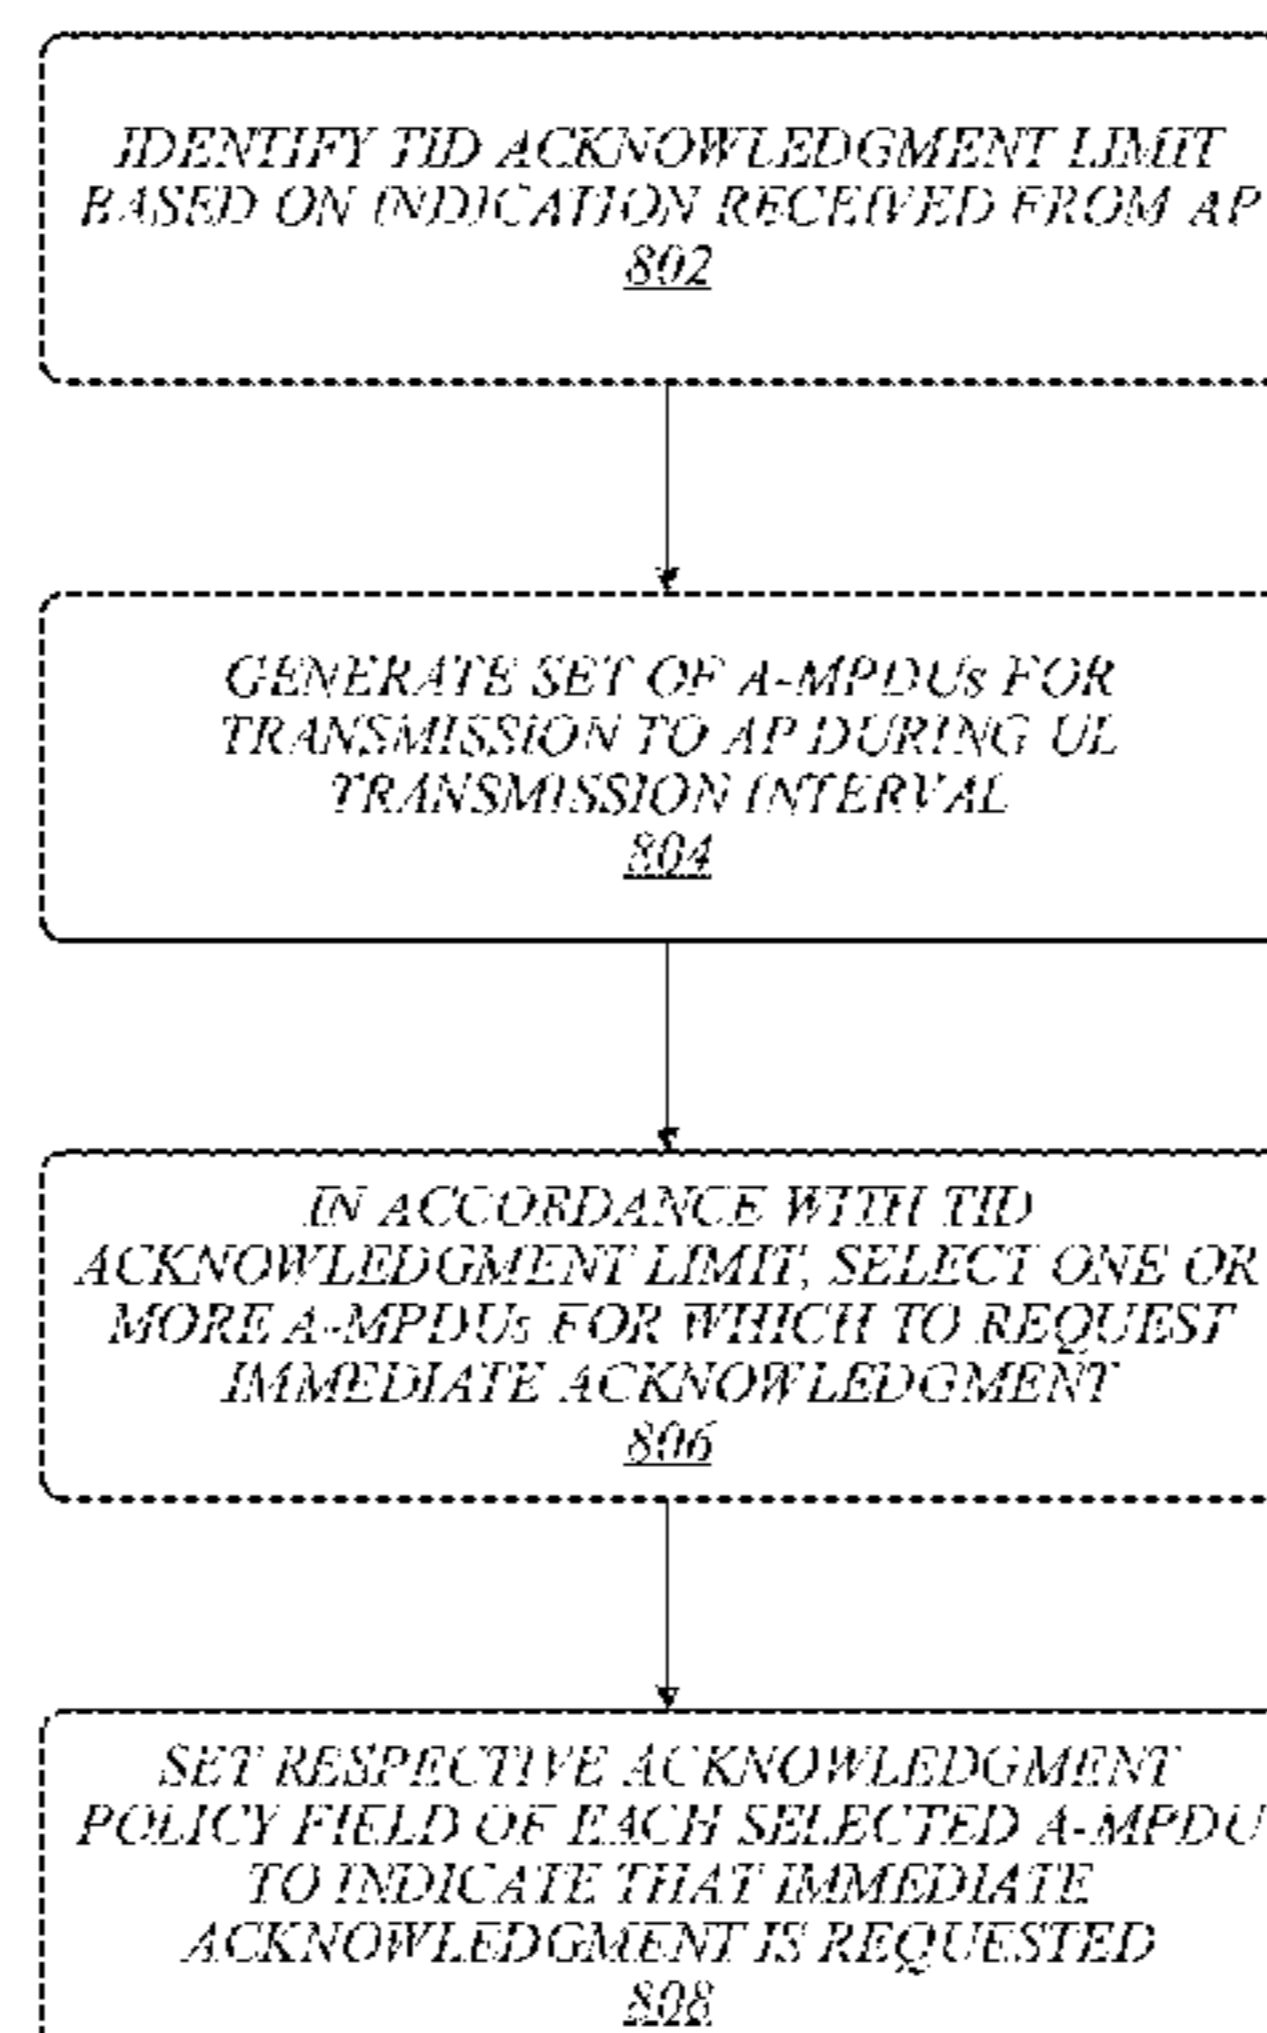 IDENTIFY TID ACKNOWLEDGMENT LIMIT
BASED ON INDICATION RECEIVED FROM AP
802
GENERATE SET OF A-MPDUs FOR
TRANSMISSION TO AP DURING UL
TRANSMISSION INTERVAL
804
IN ACCORDANCE WITH TID
ACKNOWLEDGMENT LIMIT, SELECT ONE OR
MORE A-MPDUs FOR WHICH TO REQUEST
IMMEDIATE ACKNOWLEDGMENT
806
SET RESPECTIVE ACKNOWLEDGMENT
POLICY FIELD OF EACH SELECTED A-MPDU
TO INDICATE THAT IMMEDIATE
ACKNOWLEDGMENT IS REQUESTED
808